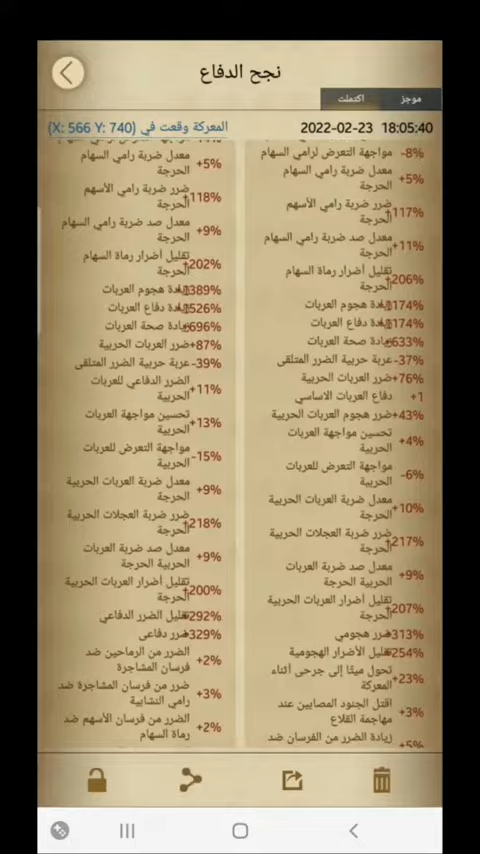 نجح الدفاع
موجز
اكتملت
2022-02-23 18:05:40
المعركة وقعت في (X: 566 Y: 740)
-8% مواجهة التعرض لرامي السهام
+5% معدل ضربة رامي السهام
الحرجة
+117% ضرر ضربة رامي الأسهم
الحرجة
+11% معدل صد ضربة رامي السهام
الحرجة
+206% تقليل أضرار رماة السهام
الحرجة
1174% زيادة هجوم العربات
1174% زيادة دفاع العربات
+633% زيادة صحة العربات
-37% عربة حربية الضرر المتلقى
+76% ضرر العربات الحربية
+1 دفاع العربات الاساسي
+43% ضرر هجوم العربات الحربية
+4% تحسين مواجهة العربات
الحربية
-6% مواجهة التعرض للعربات
الحربية
+10% معدل ضربة العربات الحربية
الحرجة
+217% ضرر ضربة العجلات الحربية
الحرجة
+9% معدل صد ضربة العربات
الحربية الحرجة
+207% تقليل أضرار العربات الحربية
الحرجة
+313% ضرر هجومي
+254% تقليل الأضرار الهجومية
+23% تحول ميتًا إلى جرحى أثناء
المعركة
+3% اقتل الجنود المصابين عند
مهاجمة القلاع
+5% زيادة الضرر من الفرسان ضد
+5% معدل ضربة رامي السهام
الحرجة
+118% ضرر ضربة رامي الأسهم
الحرجة
+9% معدل صد ضربة رامي السهام
الحرجة
+202% تقليل أضرار رماة السهام
الحرجة
1389% زيادة هجوم العربات
1526% زيادة دفاع العربات
+696% زيادة صحة العربات
+87% ضرر العربات الحربية
-39% عربة حربية الضرر المتلقى
+11% الضرر الدفاعي للعربات
الحربية
+13% تحسين مواجهة العربات
الحربية
-15% مواجهة التعرض للعربات
الحربية
+9% معدل ضربة العربات الحربية
الحرجة
+218% ضرر ضربة العجلات الحربية
الحرجة
+9% معدل صد ضربة العربات
الحربية الحرجة
+200% تقليل أضرار العربات الحربية
الحرجة
+292% تقليل الضرر الدفاعي
+329% ضرر دفاعى
+2% الضرر من الرماحين ضد
فرسان المشاجرة
+3% ضرر من فرسان المشاجرة ضد
رامي النشابية
+2% الضرر من فرسان الأسهم ضد
رماة السهام